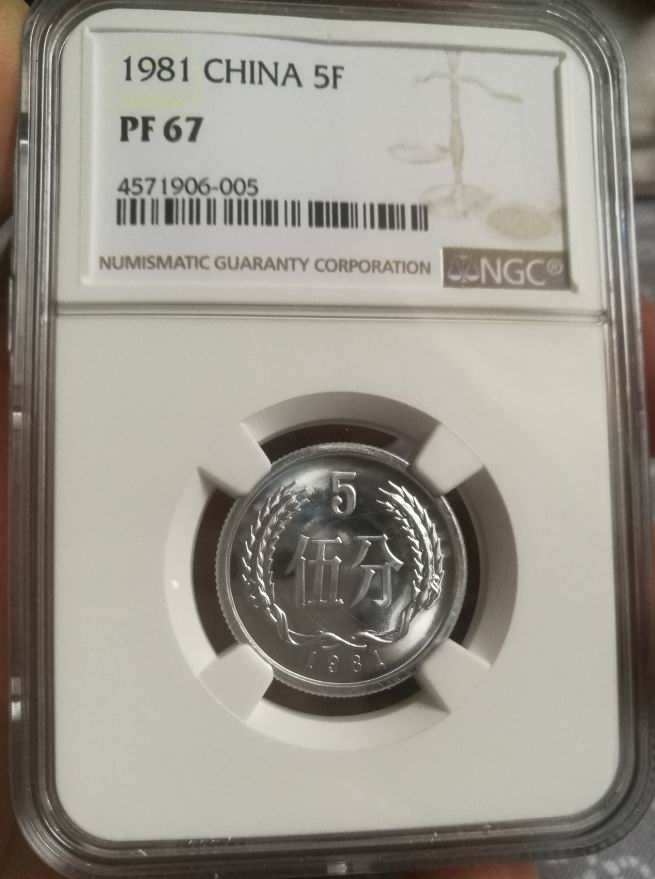 1981 CHINA 5F
PF 67
4571906-005
NUMISMATIC GUARANTY CORPORATION
NGC®
5
伍分
1981